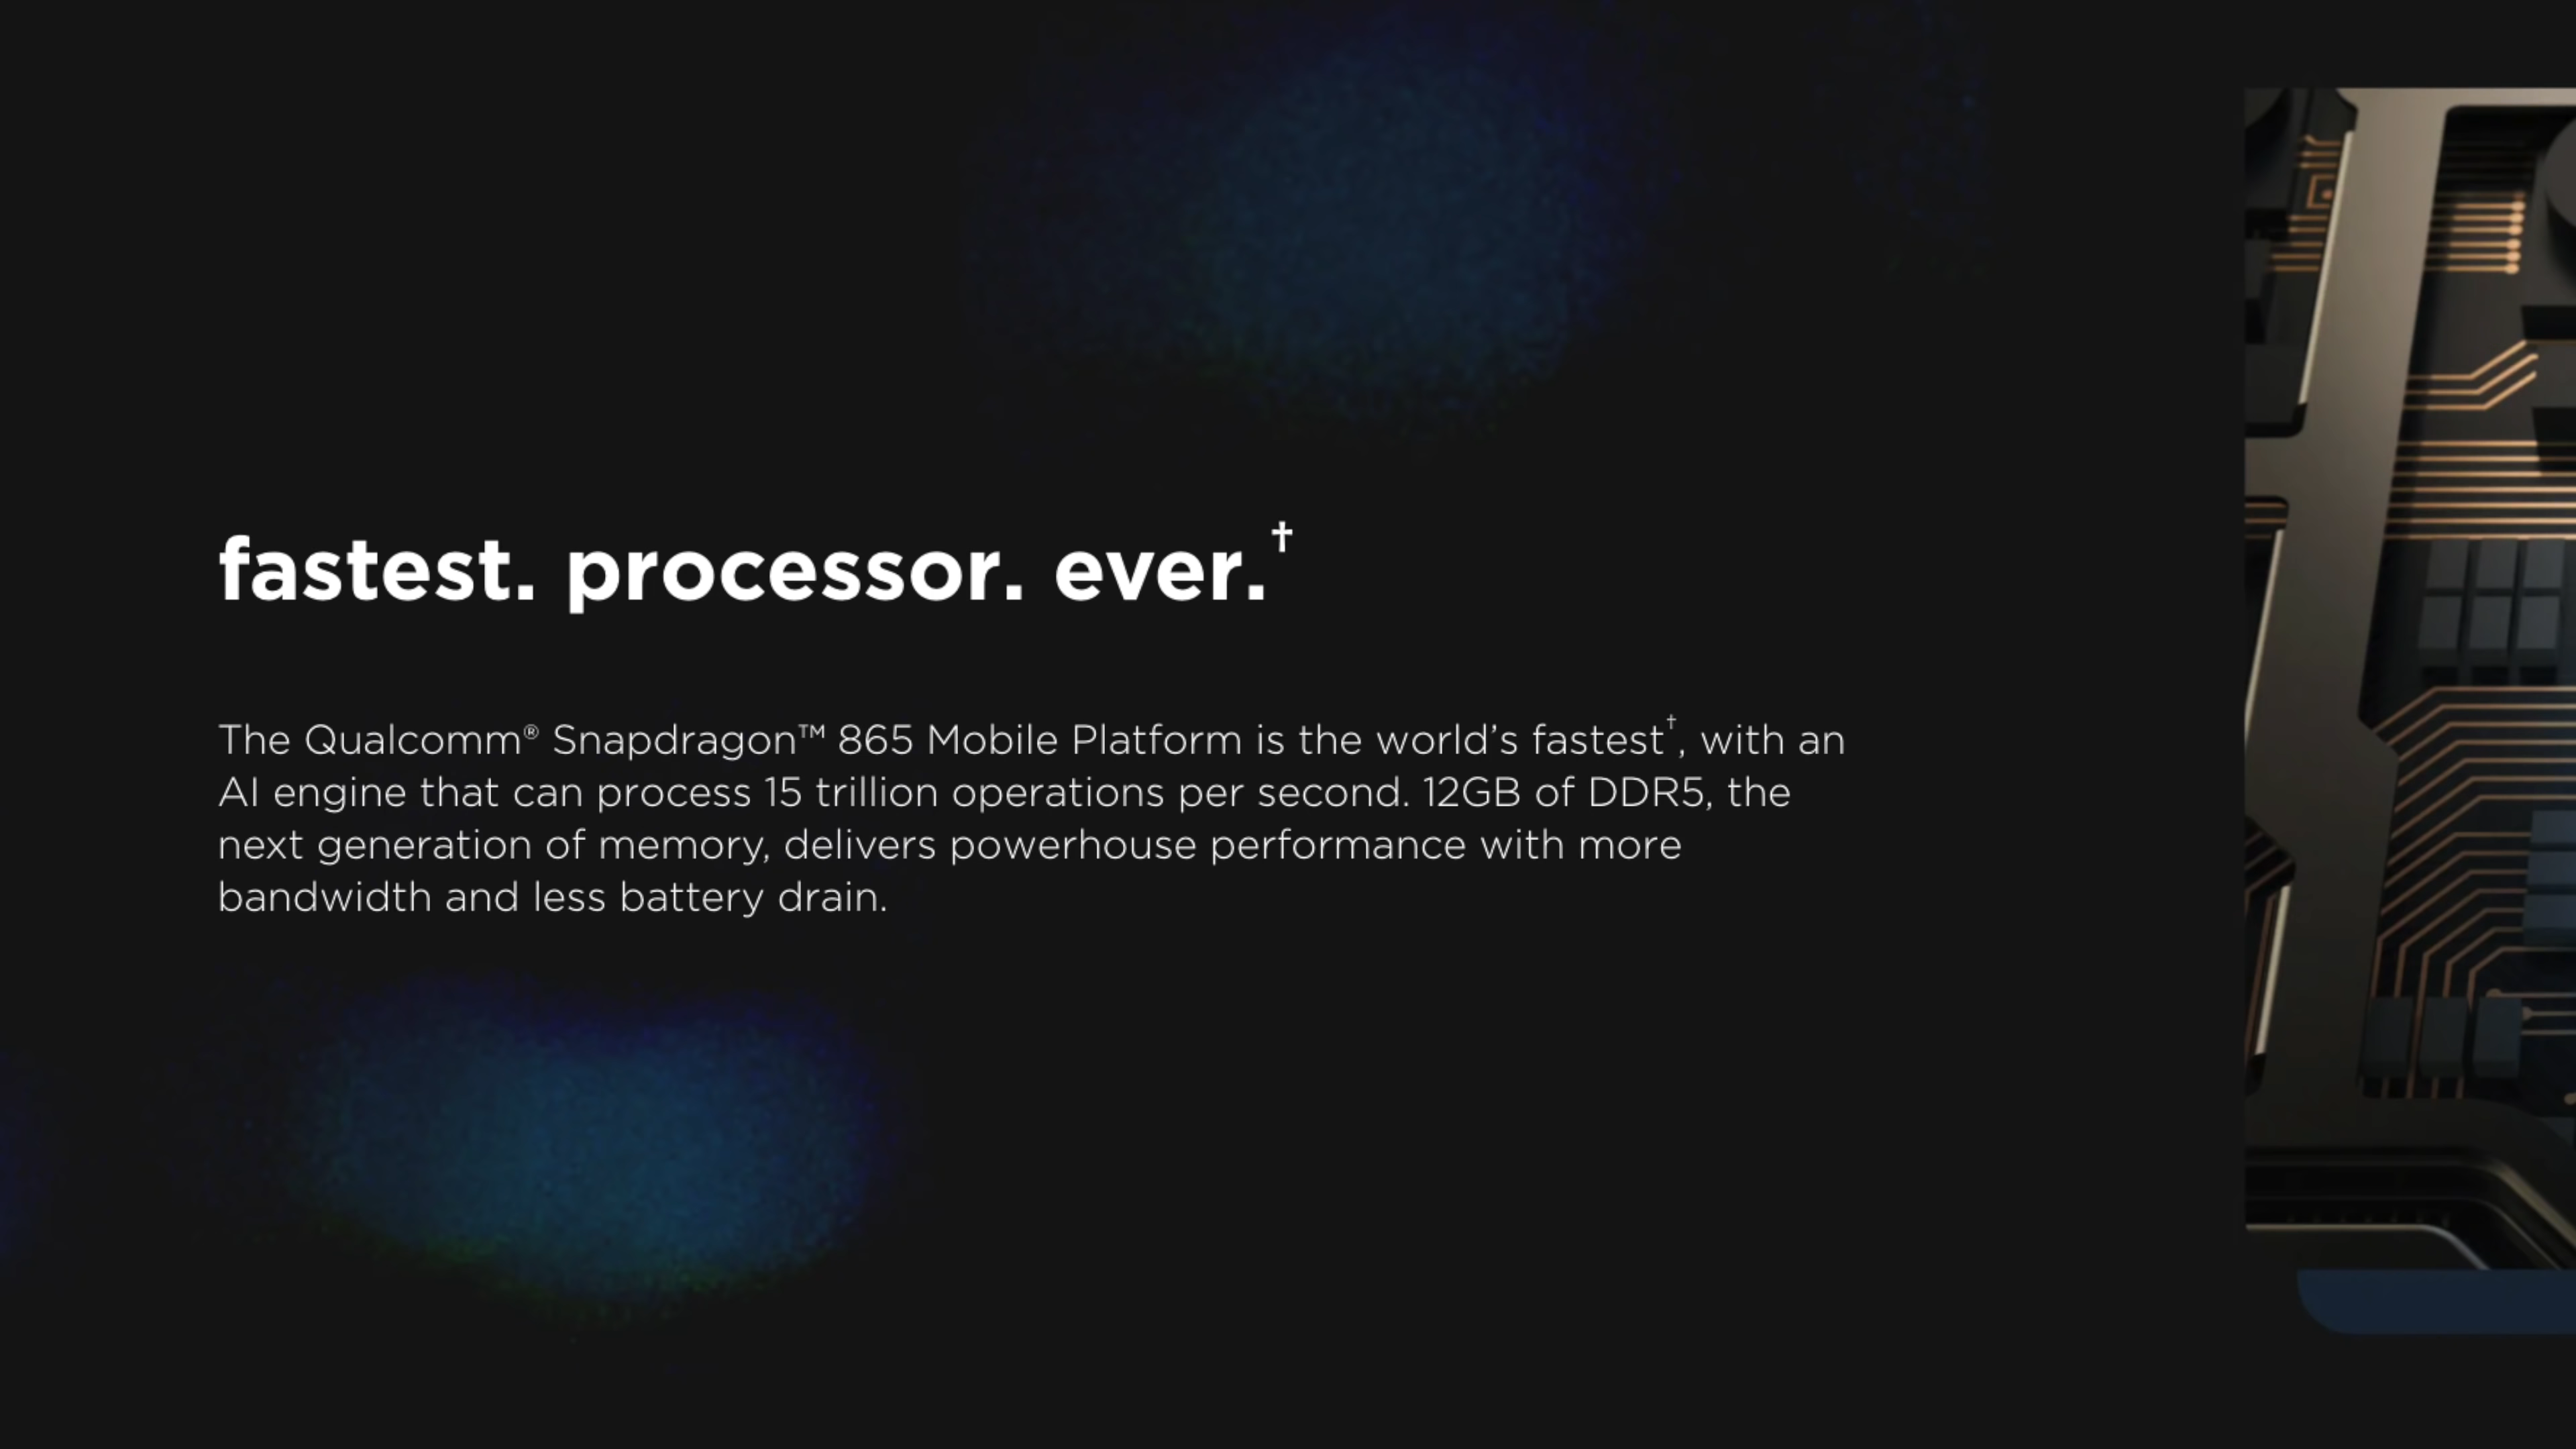 fastest. processor. ever.†
The Qualcomm® Snapdragon™ 865 Mobile Platform is the world’s fastest†, with an
AI engine that can process 15 trillion operations per second. 12GB of DDR5, the
next generation of memory, delivers powerhouse performance with more
bandwidth and less battery drain.